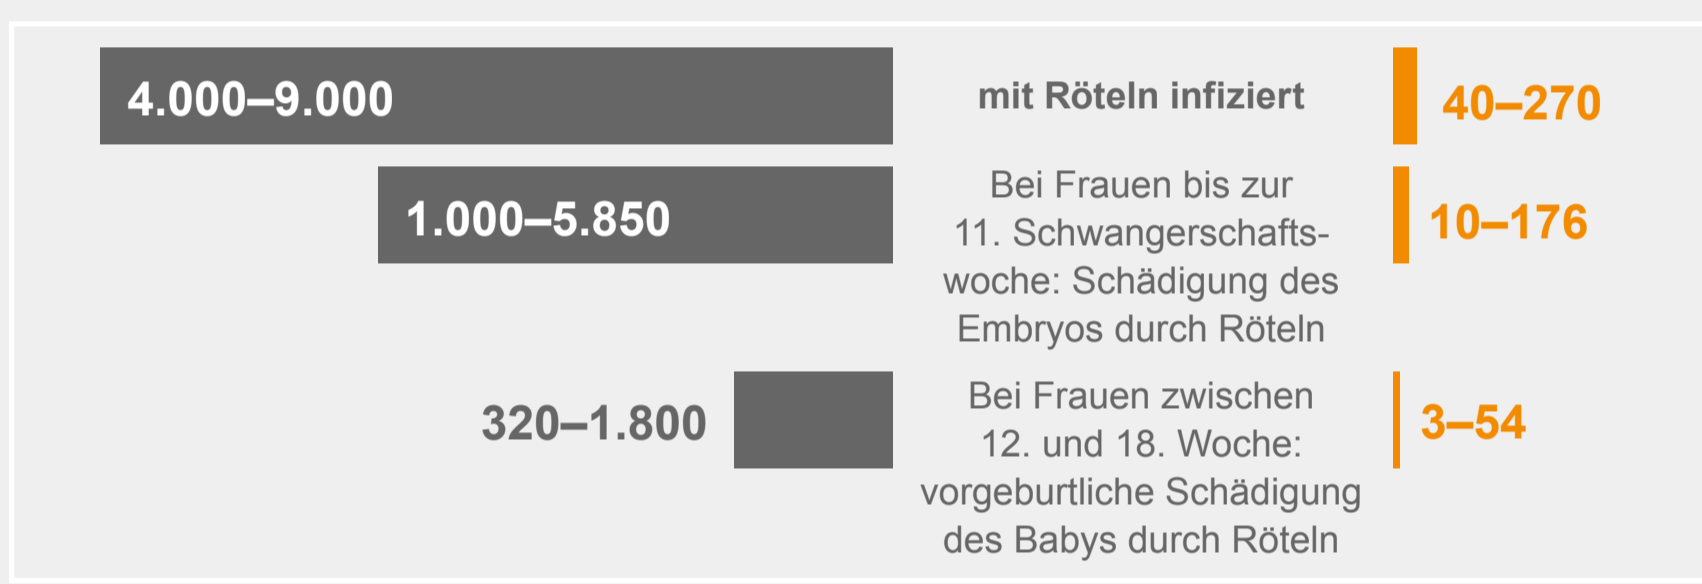 4.000–9.000
mit Röteln infiziert
40–270
1.000–5.850
Bei Frauen bis zur
11. Schwangerschafts-
woche: Schädigung des
Embryos durch Röteln
10–176
320–1.800
Bei Frauen zwischen
12. und 18. Woche:
vorgeburtliche Schädigung
des Babys durch Röteln
3–54